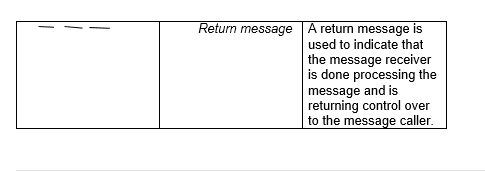 Return message
A return message is
used to indicate that
the message receiver
is done processing the
message and is
returning control over
to the message caller.